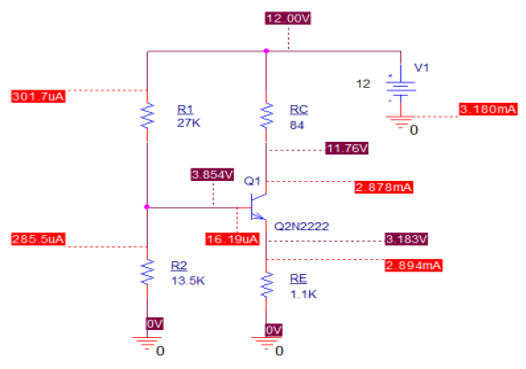 12.00V
V1
12
301.7uA
R1
27K
RC
84
3.180mA
0
11.76V
3.854V
Q1
2.878mA
Q2N2222
285.5uA
16.19uA
3.183V
R2
13.5K
2.894mA
RE
1.1K
0V
0V
0
0